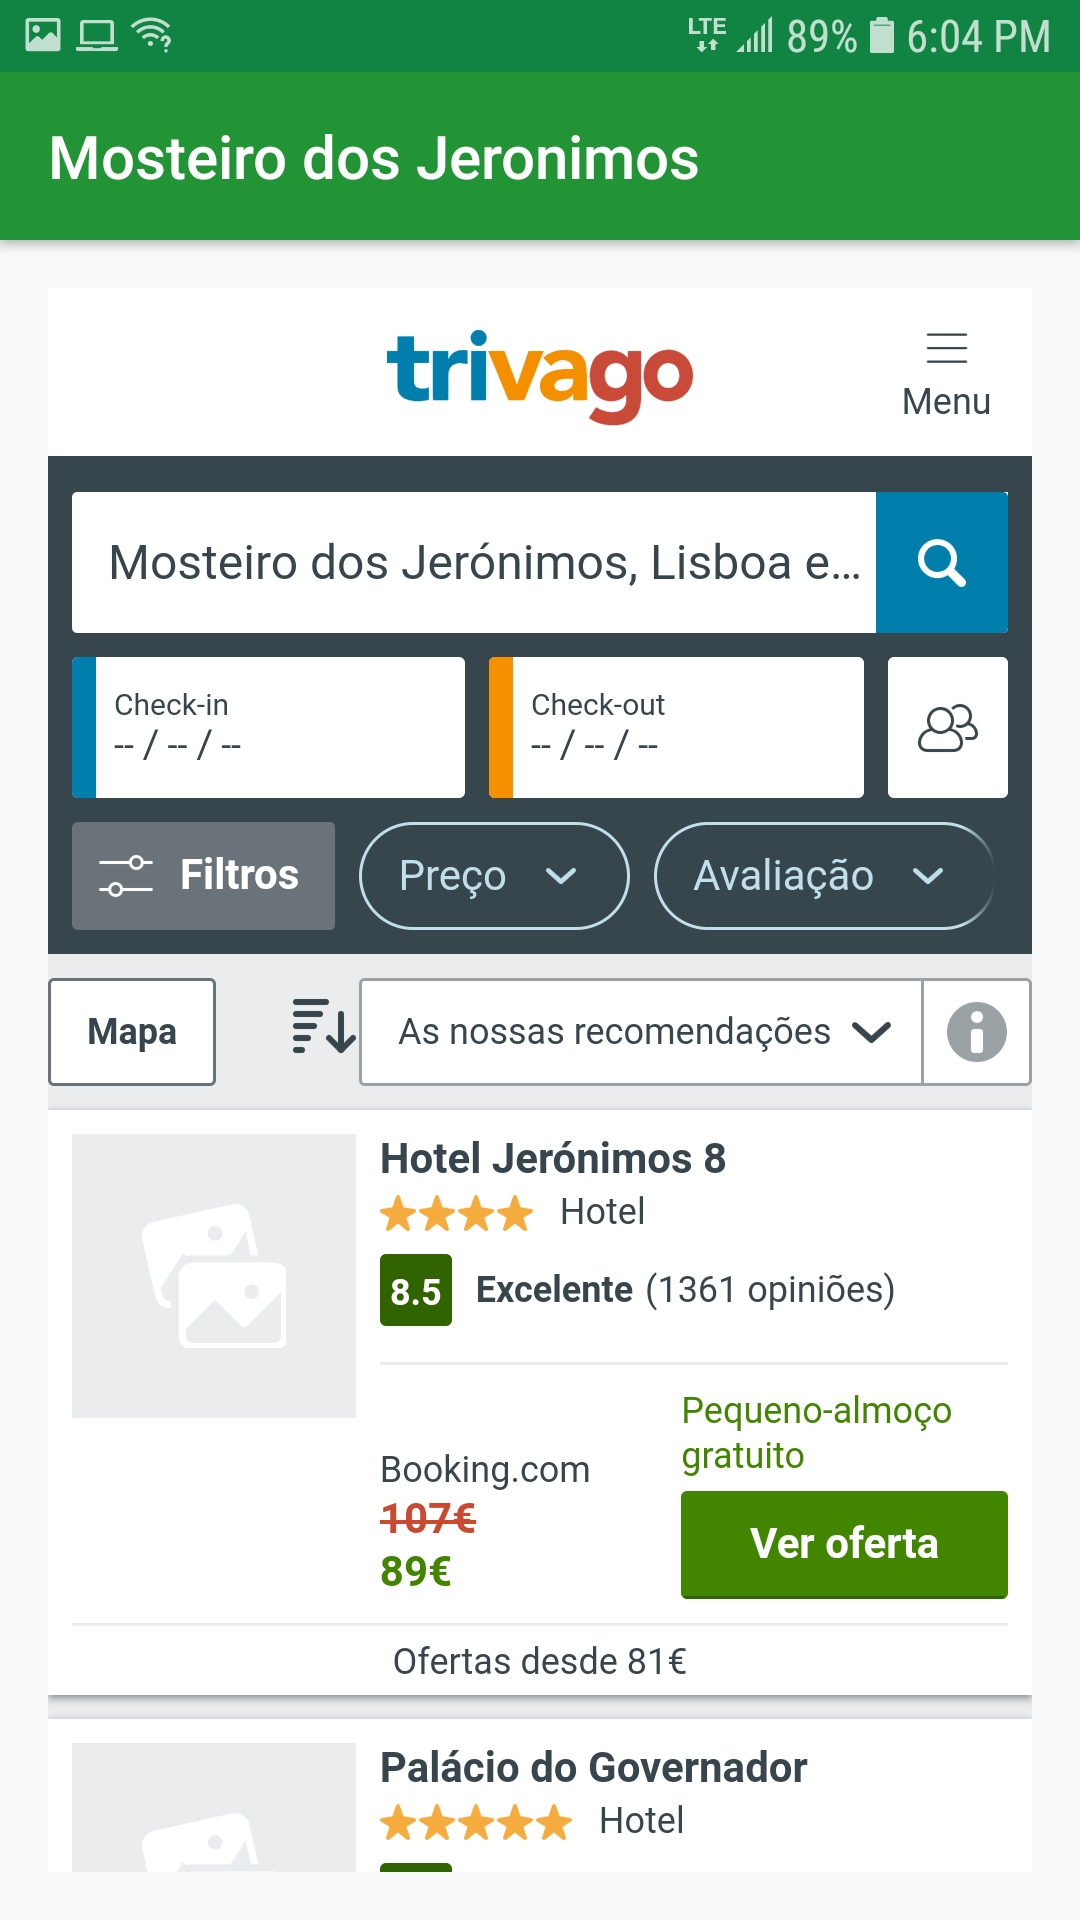 LTE 89% 6:04 PM
Mosteiro dos Jeronimos
trivago
Menu
Mosteiro dos Jerónimos, Lisboa e...
Check-in
-- / -- / --
Check-out
-- / -- / --
Filtros
Preço
Avaliação
Mapa
As nossas recomendações
Hotel Jerónimos 8
Hotel
8.5 Excelente (1361 opiniões)
Pequeno-almoço
gratuito
Booking.com
107€
89€
Ver oferta
Ofertas desde 81€
Palácio do Governador
Hotel